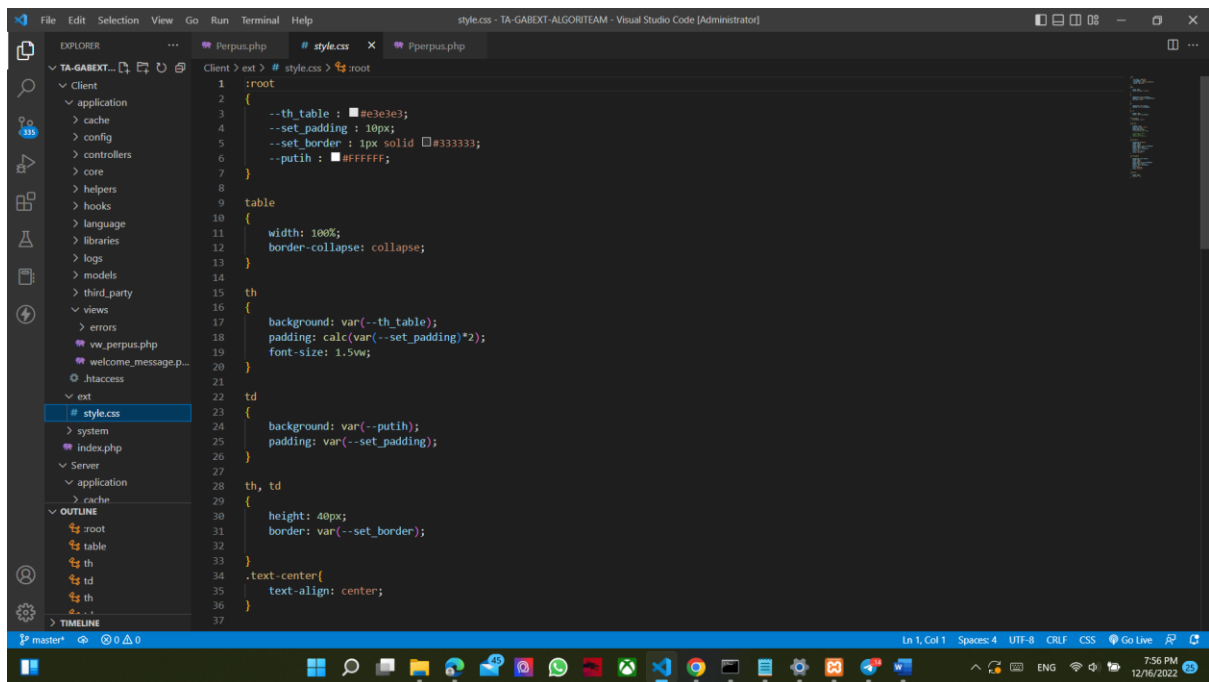 File Edit Selection View Go Run Terminal Help
style.css - TA-GABEXT-ALGORITEAM - Visual Studio Code [Administrator]
EXPLORER ...
Perpus.php
# style.css
Pperpus.php
TA-GABEXT...
Client > ext > # style.css > :root
Client
application
cache
config
controllers
core
helpers
hooks
language
libraries
logs
models
third_party
views
errors
vw_perpus.php
welcome_message.p...
.htaccess
ext
# style.css
system
index.php
Server
application
cache
OUTLINE
:root
table
th
td
th
TIMELINE
335
1 :root
2 {
3 --th_table : #e3e3e3;
4 --set_padding : 10px;
5 --set_border : 1px solid #333333;
6 --putih : #FFFFFF;
7 }
8
9 table
10 {
11 width: 100%;
12 border-collapse: collapse;
13 }
14
15 th
16 {
17 background: var(--th_table);
18 padding: calc(var(--set_padding)*2);
19 font-size: 1.5vw;
20 }
21
22 td
23 {
24 background: var(--putih);
25 padding: var(--set_padding);
26 }
27
28 th, td
29 {
30 height: 40px;
31 border: var(--set_border);
32
33 }
34 .text-center{
35 text-align: center;
36 }
37
master* 0 0
Ln 1, Col 1 Spaces: 4 UTF-8 CRLF CSS Go Live
45
ENG
7:56 PM
12/16/2022
25